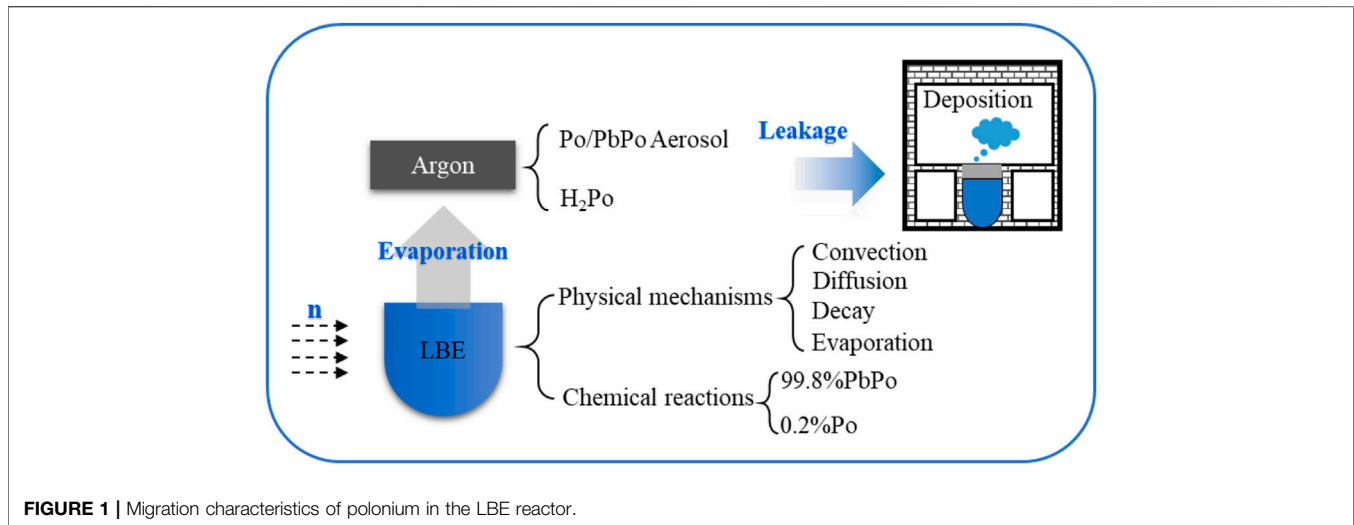 Argon
Po/PbPo Aerosol
H₂Po
Leakage
Deposition
Evaporation
n
LBE
Physical mechanisms
Convection
Diffusion
Decay
Evaporation
Chemical reactions
99.8%PbPo
0.2%Po
FIGURE 1 | Migration characteristics of polonium in the LBE reactor.